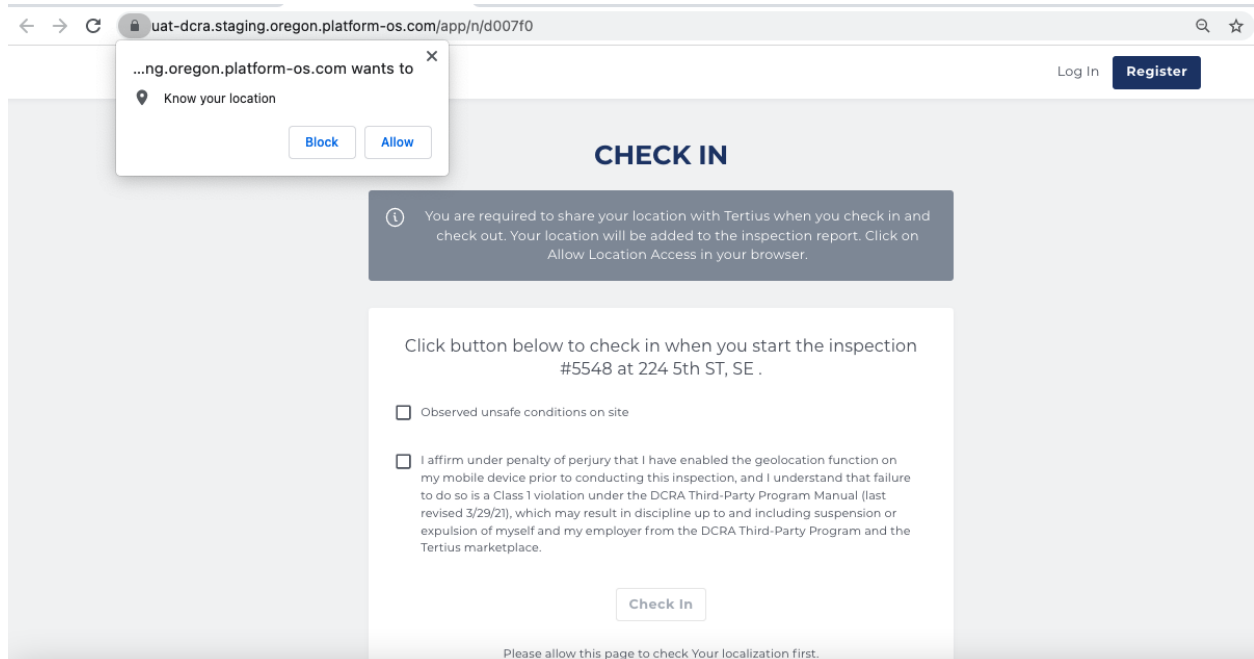 uat-dcra.staging.oregon.platform-os.com/app/n/d007f0
...ng.oregon.platform-os.com wants to
Know your location
Block Allow
Log In Register
CHECK IN
You are required to share your location with Tertius when you check in and
check out. Your location will be added to the inspection report. Click on
Allow Location Access in your browser.
Click button below to check in when you start the inspection
#5548 at 224 5th ST, SE .
Observed unsafe conditions on site
I affirm under penalty of perjury that I have enabled the geolocation function on
my mobile device prior to conducting this inspection, and I understand that failure
to do so is a Class 1 violation under the DCRA Third-Party Program Manual (last
revised 3/29/21), which may result in discipline up to and including suspension or
expulsion of myself and my employer from the DCRA Third-Party Program and the
Tertius marketplace.
Check In
Please allow this page to check Your localization first.